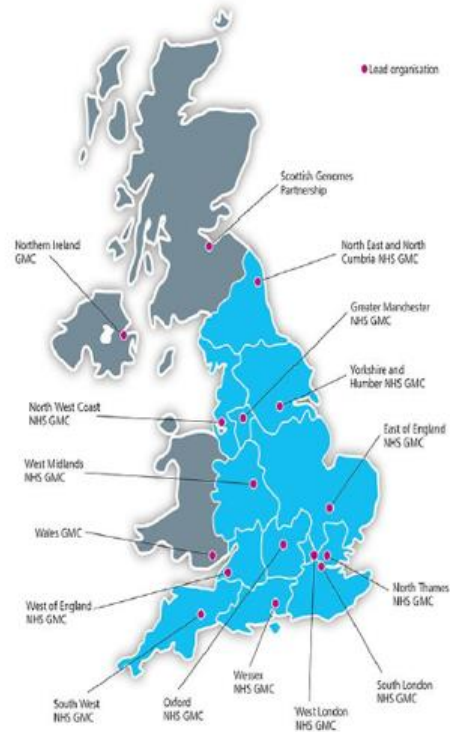 Lead organisation
Scottish Genomes
Partnership
Northern Ireland
GMC
North East and North
Cumbria NHS GMC
Greater Manchester
NHS GMC
Yorkshire and
Humber NHS GMC
North West Coast
NHS GMC
East of England
NHS GMC
West Midlands
NHS GMC
Wales GMC
North Thames
NHS GMC
West of England
NHS GMC
South London
NHS GMC
Wessex
NHS GMC
South West
NHS GMC
Oxford
NHS GMC
West London
NHS GMC